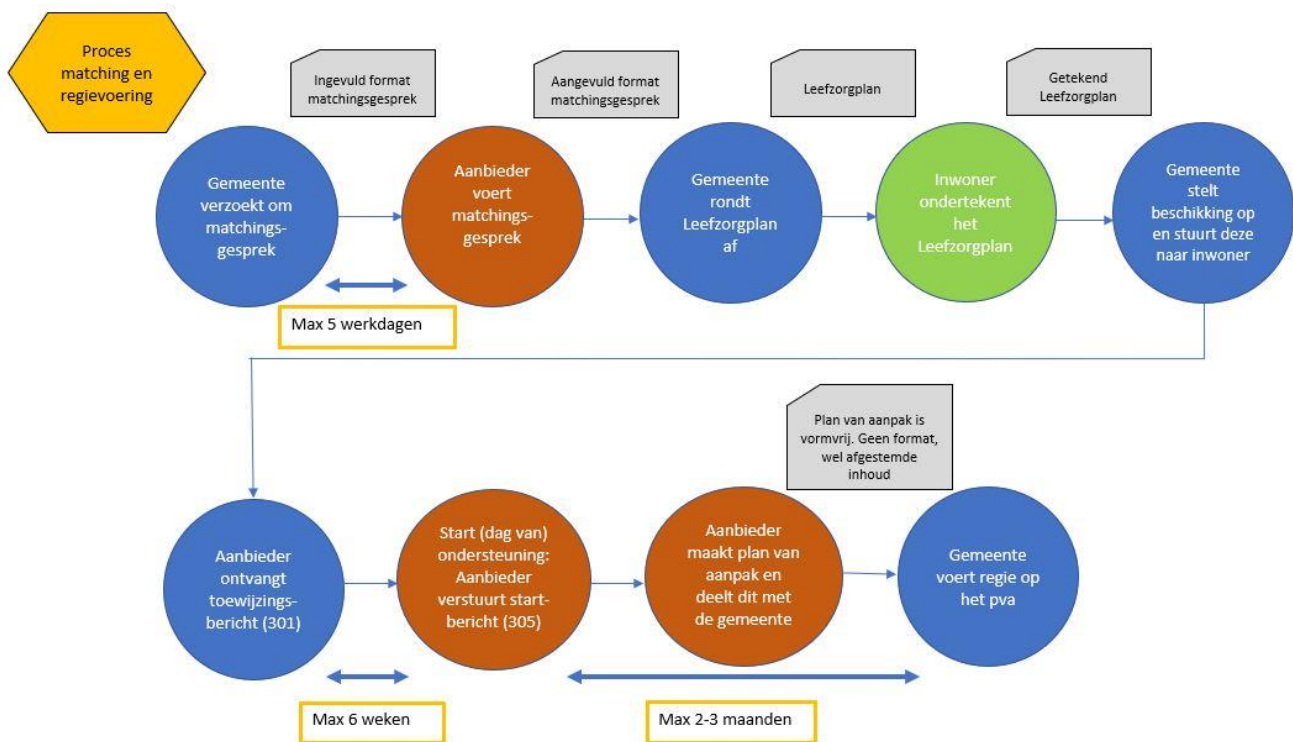 Proces
matching en
regievoering
Ingevuld format
matchingsgesprek
Aangevuld format
matchingsgesprek
Leefzorgplan
Getekend
Leefzorgplan
Gemeente
verzoekt om
matchings-
gesprek
Aanbieder
voert
matchings-
gesprek
Gemeente
rondt
Leefzorgplan
af
Inwoner
ondertekent
het
Leefzorgplan
Gemeente
stelt
beschikking op
en stuurt deze
naar inwoner
Max 5 werkdagen
Plan van aanpak is
vormvrij. Geen format,
wel afgestemde
inhoud
Aanbieder
ontvangt
toewijzings-
bericht (301)
Start (dag van)
ondersteuning:
Aanbieder
verstuurt start-
bericht (305)
Aanbieder
maakt plan van
aanpak en
deelt dit met
de gemeente
Gemeente
voert regie op
het pva
Max 6 weken
Max 2-3 maanden